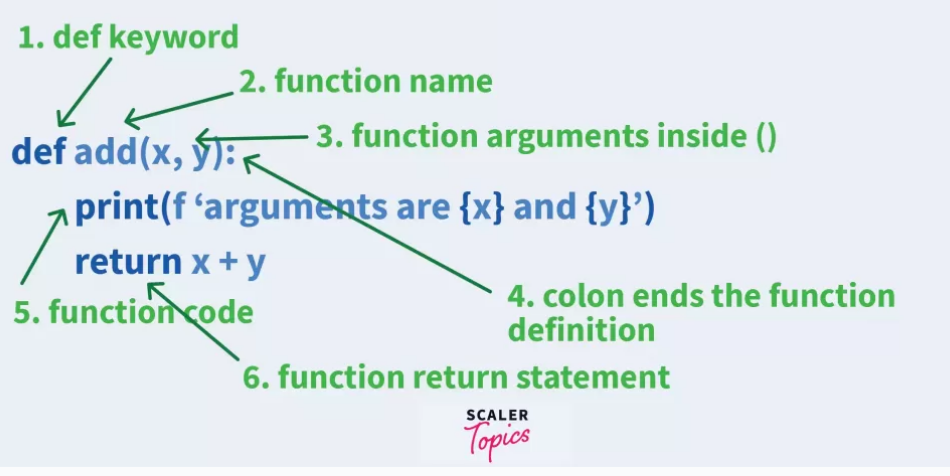 1. def keyword
2. function name
3. function arguments inside ()
def add(x, y):
print(f ‘arguments are {x} and {y}’)
return x + y
4. colon ends the function
definition
5. function code
6. function return statement
SCALER
Topics